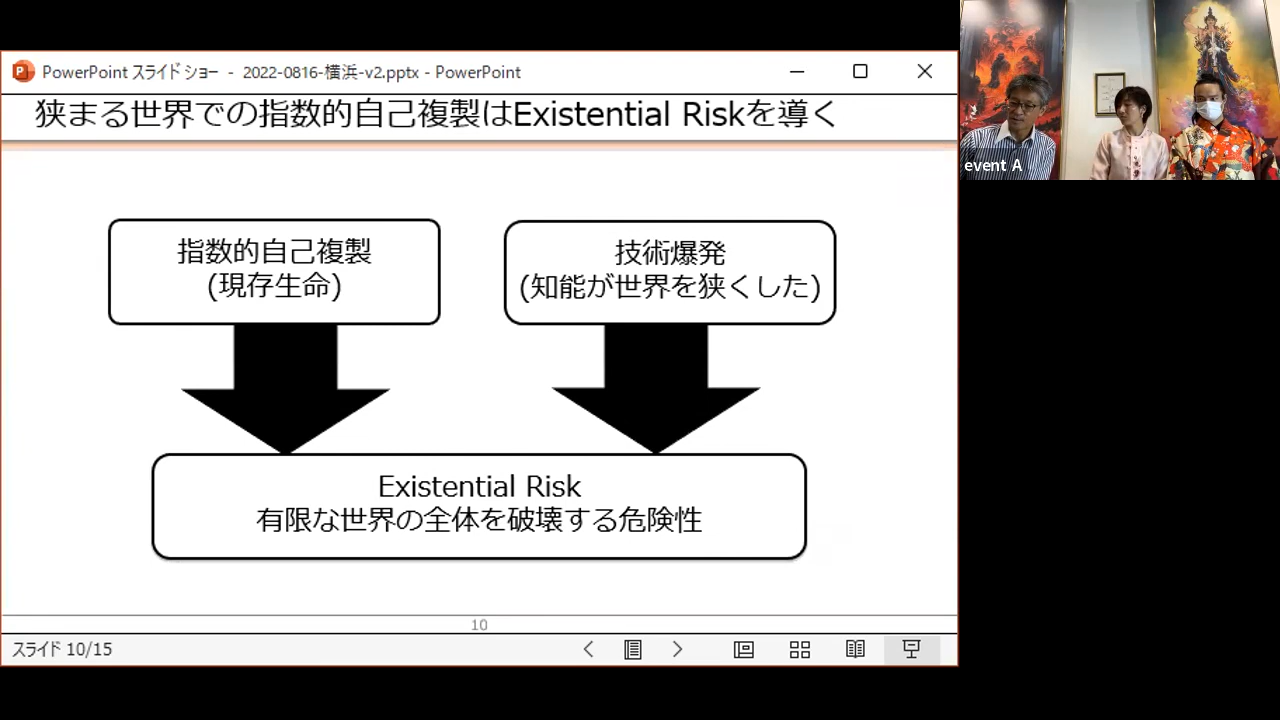 PowerPoint スライド ショー - 2022-0816-横浜-v2.pptx - PowerPoint
狭まる世界での指数的自己複製はExistential Riskを導く
指数的自己複製
(現存生命)
技術爆発
(知能が世界を狭くした)
Existential Risk
有限な世界の全体を破壊する危険性
10
スライド 10/15
event A